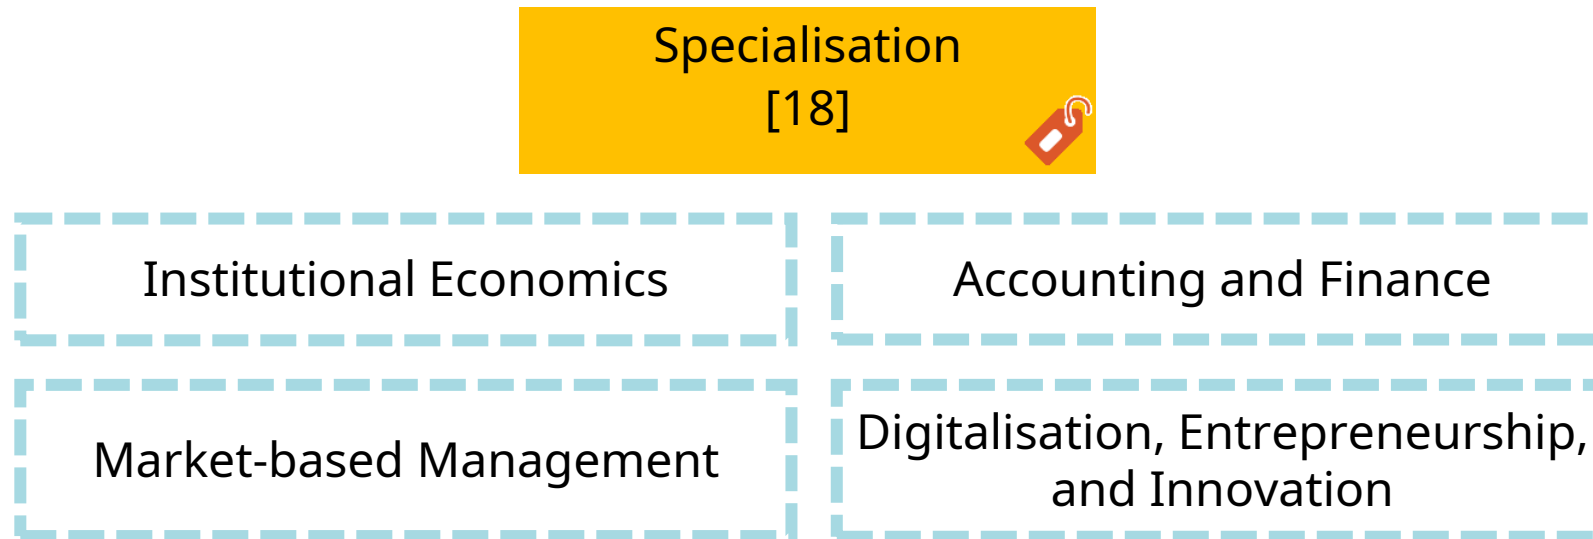 Specialisation
[18]
Institutional Economics
Accounting and Finance
Market-based Management
Digitalisation, Entrepreneurship,
and Innovation